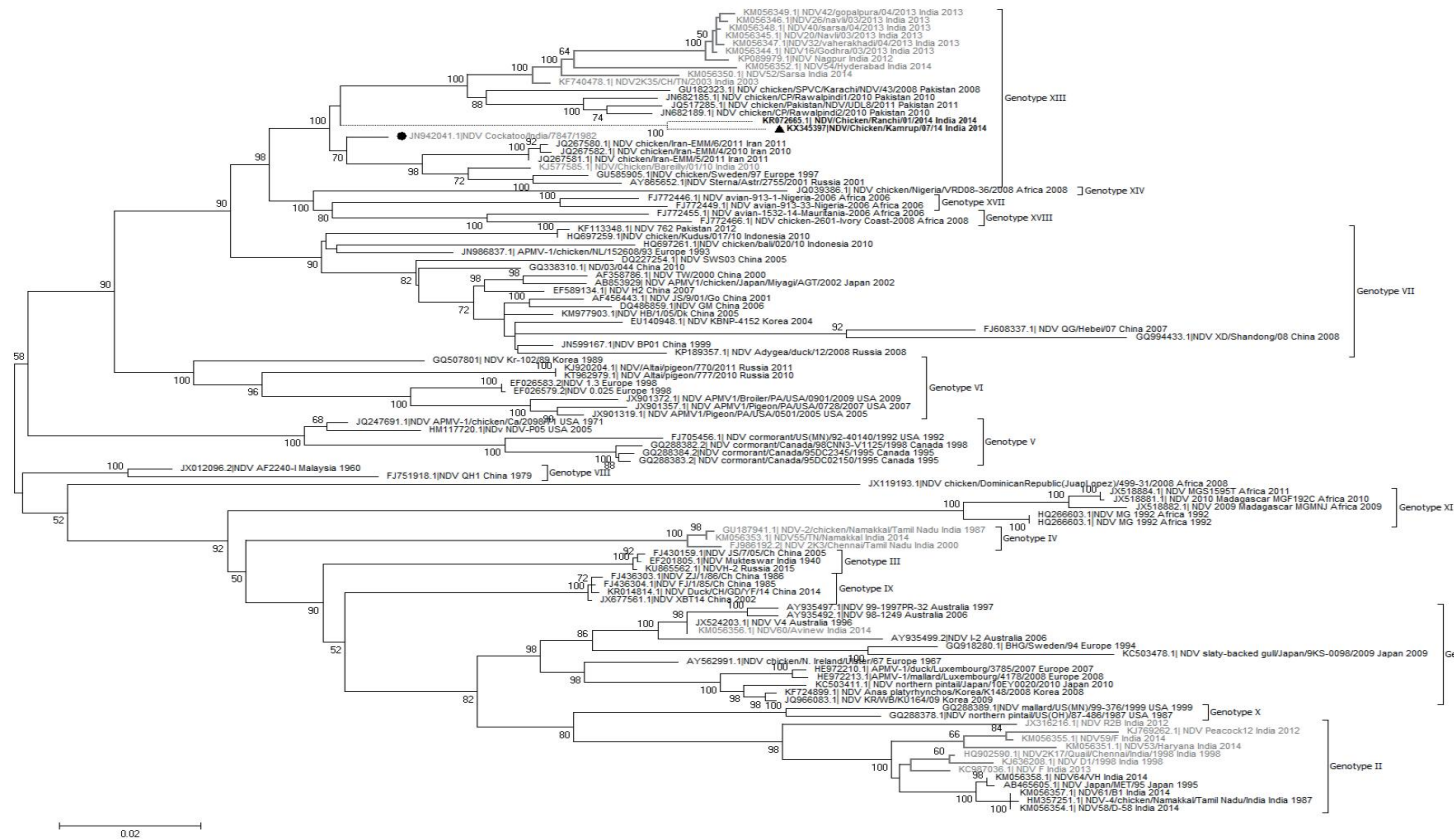 KM056349.1| NDV42/gopalpura/04/2013 India 2013
KM056346.1|NDV26/navli/03/2013 India 2013
KM056348.1| NDV40/sarsa/04/2013 India 2013
KM056345.1| NDV20/Navli/03/2013 India 2013
KM056347.1| NDV32/vaherakhadi/04/2013 India 2013
KM056344.1| NDV16/Godhra/03/2013 India 2013
KP089979.1| NDV Nagpur India 2012
KM056352.1| NDV54/Hyderabad India 2014
KM056350.1| NDV52/Sarsa India 2014
KF740478.1| NDV2K35/CH/TN/2003 India 2003
GU182323.1| NDV chicken/SPVC/Karachi/NDV/43/2008 Pakistan 2008
JN682185.1| NDV chicken/CP/Rawalpindi1/2010 Pakistan 2010
JQ517285.1| NDV chicken/Pakistan/NDV/UDL8/2011 Pakistan 2011
JN682189.1| NDV chicken/CP/Rawalpindi2/2010 Pakistan 2010
KR072665.1| NDV/Chicken/Ranchi/01/2014 India 2014
KX345397|NDV/Chicken/Kamrup/07/14 India 2014
JN942041.1|NDV Cockatoo/India/7847/1982
JQ267580.1| NDV chicken/Iran-EMM/6/2011 Iran 2011
JQ267582.1| NDV chicken/Iran-EMM/4/2010 Iran 2010
JQ267581.1| NDV chicken/Iran-EMM/5/2011 Iran 2011
KJ577585.1| NDV/Chicken/Bareilly/01/10 India 2010
GU585905.1| NDV chicken/Sweden/97 Europe 1997
AY865652.1| NDV Sterna/Astr/2755/2001 Russia 2001
Genotype XIII
JQ039386.1| NDV chicken/Nigeria/VRD08-36/2008 Africa 2008
Genotype XIV
FJ772446.1| NDV avian-913-1-Nigeria-2006 Africa 2006
FJ772449.1| NDV avian-913-33-Nigeria-2006 Africa 2006
Genotype XVII
FJ772455.1| NDV avian-1532-14-Mauritania-2006 Africa 2006
FJ772466.1| NDV chicken-2601-Ivory Coast-2008 Africa 2008
Genotype XVIII
KF113348.1| NDV 762 Pakistan 2012
HQ697259.1| NDV chicken/Kudus/017/10 Indonesia 2010
HQ697261.1| NDV chicken/bali/020/10 Indonesia 2010
JN986837.1| APMV-1/chicken/NL/152608/93 Europe 1993
DQ227254.1| NDV SWS03 China 2005
GQ338310.1| ND/03/044 China 2010
AF358786.1| NDV TW/2000 China 2000
AB853929| NDV APMV1/chicken/Japan/Miyagi/AGT/2002 Japan 2002
EF589134.1| NDV H2 China 2007
AF456443.1| NDV JS/9/01/Go China 2001
DQ486859.1| NDV GM China 2006
KM977903.1| NDV HB/1/05/Dk China 2005
EU140948.1| NDV KBNP-4152 Korea 2004
FJ608337.1| NDV QG/Hebei/07 China 2007
GQ994433.1| NDV XD/Shandong/08 China 2008
JN599167.1| NDV BP01 China 1999
KP189357.1| NDV Adygea/duck/12/2008 Russia 2008
Genotype VII
GQ507801| NDV Kr-102/89 Korea 1989
KJ920204.1| NDV/Altai/pigeon/770/2011 Russia 2011
KT962979.1| NDV Altai/pigeon/777/2010 Russia 2010
EF026583.2|NDV 1.3 Europe 1998
EF026579.2|NDV 0.025 Europe 1998
JX901372.1| NDV APMV1/Broiler/PA/USA/0901/2009 USA 2009
JX901357.1| NDV APMV1/Pigeon/PA/USA/0728/2007 USA 2007
JX901319.1| NDV APMV1/Pigeon/PA/USA/0501/2005 USA 2005
Genotype VI
JQ247691.1|NDV APMV-1/chicken/Ca/2098/71 USA 1971
HM117720.1| NDv NDV-P05 USA 2005
FJ705456.1| NDV cormorant/US(MN)/92-40140/1992 USA 1992
GQ288382.2| NDV cormorant/Canada/98CNN3-V1125/1998 Canada 1998
GQ288384.2| NDV cormorant/Canada/95DC2345/1995 Canada 1995
GQ288383.2| NDV cormorant/Canada/95DC02150/1995 Canada 1995
Genotype V
JX012096.2| NDV AF2240-I Malaysia 1960
FJ751918.1|NDV QH1 China 1979
Genotype VIII
JX119193.1|NDV chicken/DominicanRepublic(JuanLopez)/499-31/2008 Africa 2008
JX518884.1| NDV MGS1595T Africa 2011
JX518881.1| NDV 2010 Madagascar MGF192C Africa 2010
JX518882.1| NDV 2009 Madagascar MGMNJ Africa 2009
HQ266603.1| NDV MG 1992 Africa 1992
HQ266603.1| NDV MG 1992 Africa 1992
Genotype XI
GU187941.1| NDV-2/chicken/Namakkal/Tamil Nadu India 1987
KM056353.1| NDV55/TN/Namakkal India 2014
FJ986192.2| NDV 2K3/Chennai/Tamil Nadu India 2000
Genotype IV
FJ430159.1|NDV JS/7/05/Ch China 2005
EF201805.1|NDV Mukteswar India 1940
KU865562.1| NDVH-2 Russia 2015
Genotype III
FJ436303.1| NDV ZJ/1/86/Ch China 1986
FJ436304.1| NDV FJ/1/85/Ch China 1985
KR014814.1| NDV Duck/CH/GD/YF/14 China 2014
JX677561.1| NDV XBT14 China 2002
Genotype IX
AY935497.1|NDV 99-1997PR-32 Australia 1997
AY935492.1| NDV 98-1249 Australia 2006
JX524203.1| NDV V4 Australia 1996
KM056356.1| NDV60/Avinew India 2014
AY935499.2|NDV I-2 Australia 2006
GQ918280.1| BHG/Sweden/94 Europe 1994
KC503478.1| NDV slaty-backed gull/Japan/9KS-0098/2009 Japan 2009
AY562991.1| NDV chicken/N. Ireland/Ulster/67 Europe 1967
HE972210.1| APMV-1/duck/Luxembourg/3785/2007 Europe 2007
HE972213.1|APMV-1/mallard/Luxembourg/4178/2008 Europe 2008
KC503411.1| NDV northern pintail/Japan/10EY0020/2010 Japan 2010
KF724899.1| NDV Anas platyrhynchos/Korea/K148/2008 Korea 2008
JQ966083.1| NDV KR/WB/KU164/09 Korea 2009
Ge
GQ288389.1| NDV mallard/US(MN)/99-376/1999 USA 1999
GQ288378.1| NDV northern pintail/US(OH)/87-486/1987 USA 1987
Genotype X
JX316216.1| NDV R2B India 2012
KJ769262.1| NDV Peacock12 India 2012
KM056355.1| NDV59/F India 2014
KM056351.1| NDV53/Haryana India 2014
HQ902590.1| NDV2K17/Quail/Chennai/India/1998 India 1998
KJ636208.1| NDV D1/1998 India 1998
KC987036.1| NDV F India 2013
KM056358.1| NDV64/VH India 2014
AB465605.1| NDV Japan/MET/95 Japan 1995
KM056357.1| NDV61/B1 India 2014
HM357251.1| NDV-4/chicken/Namakkal/Tamil Nadu/India India 1987
KM056354.1| NDV58/D-58 India 2014
Genotype II
0.02